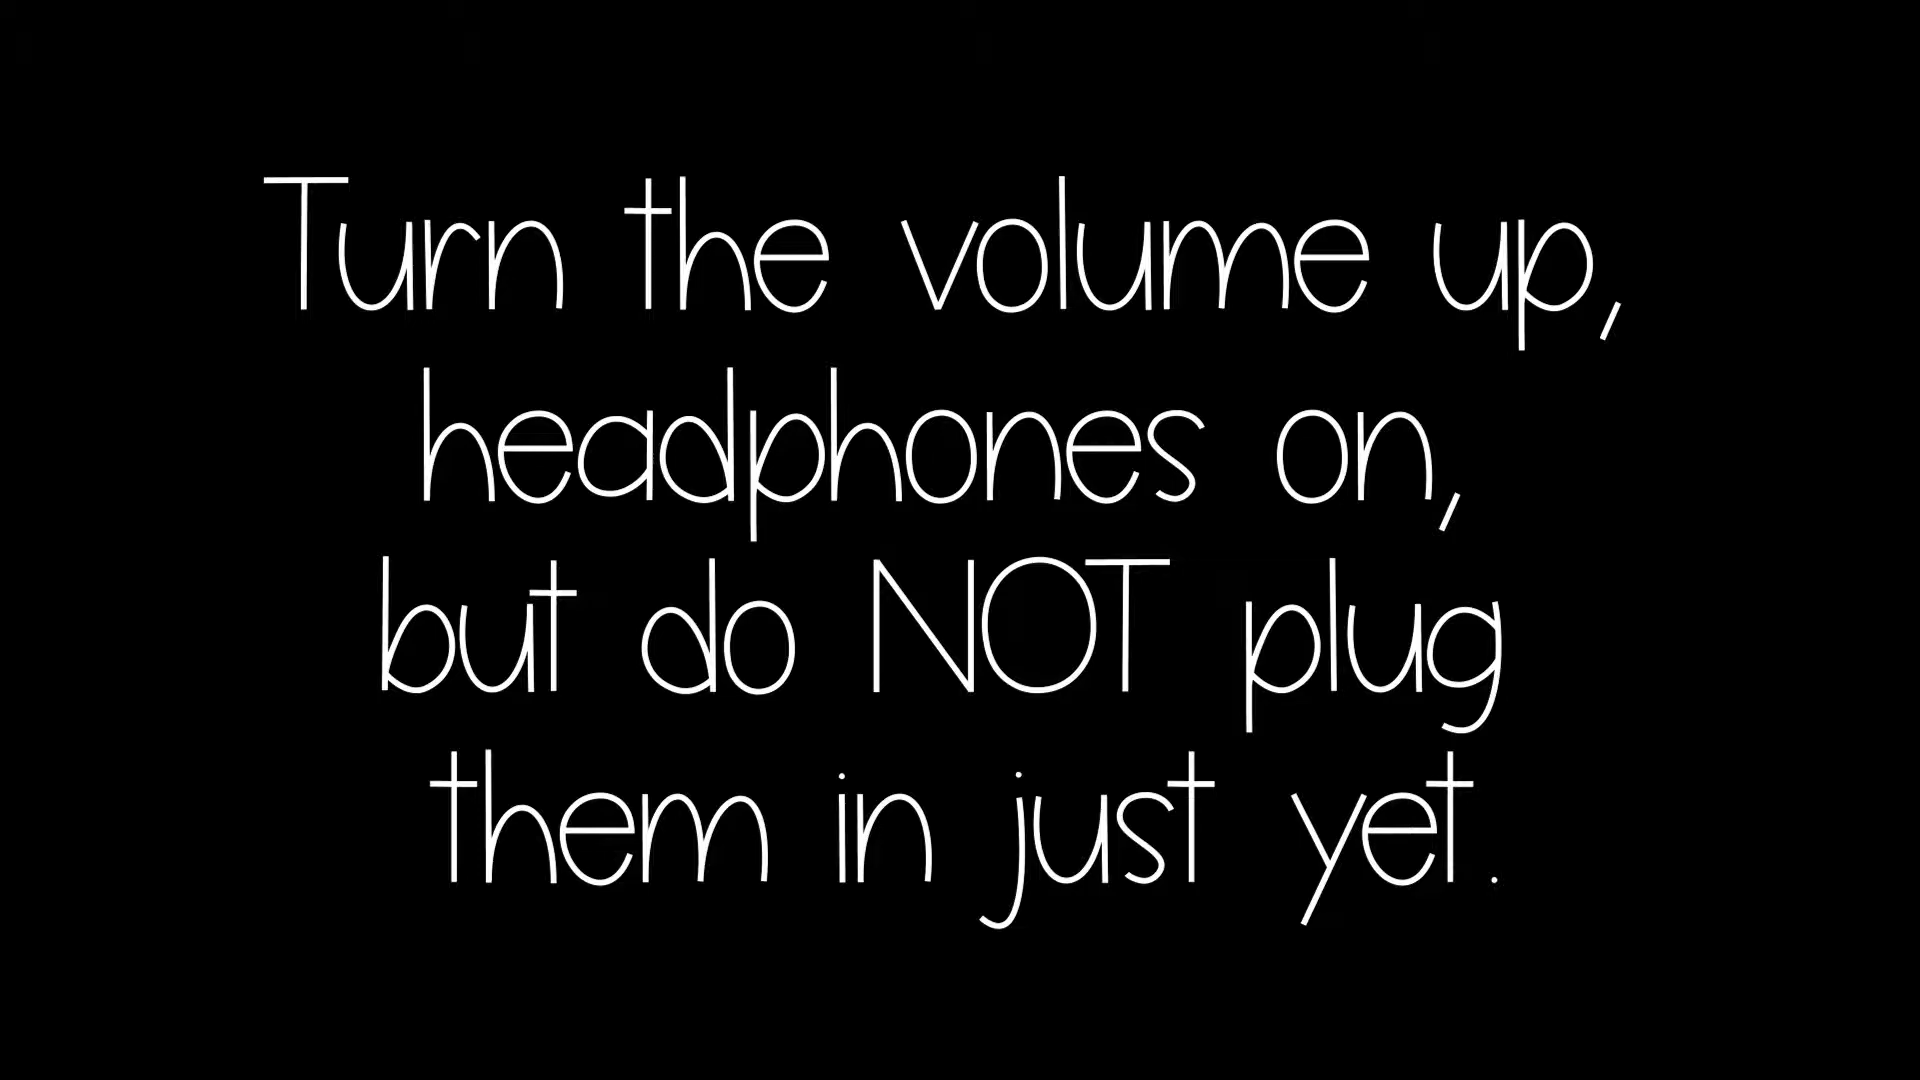 Turn the volume up,
headphones on,
but do NOT plug
them in just yet.